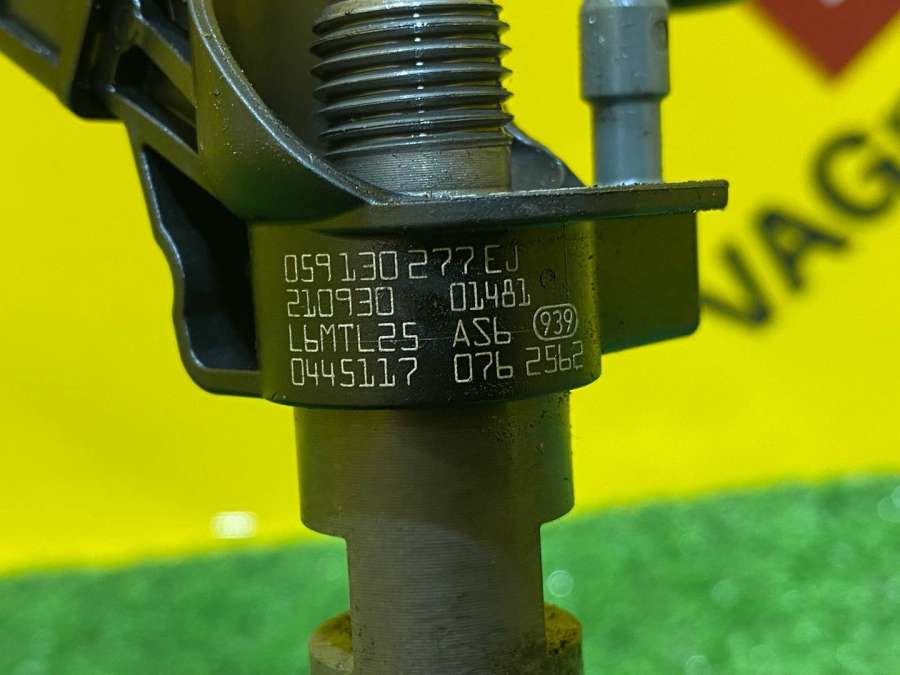 059 130 277 EJ
210930 01481
L6MTL25 AS6 939
0445117 076 2562
VAG